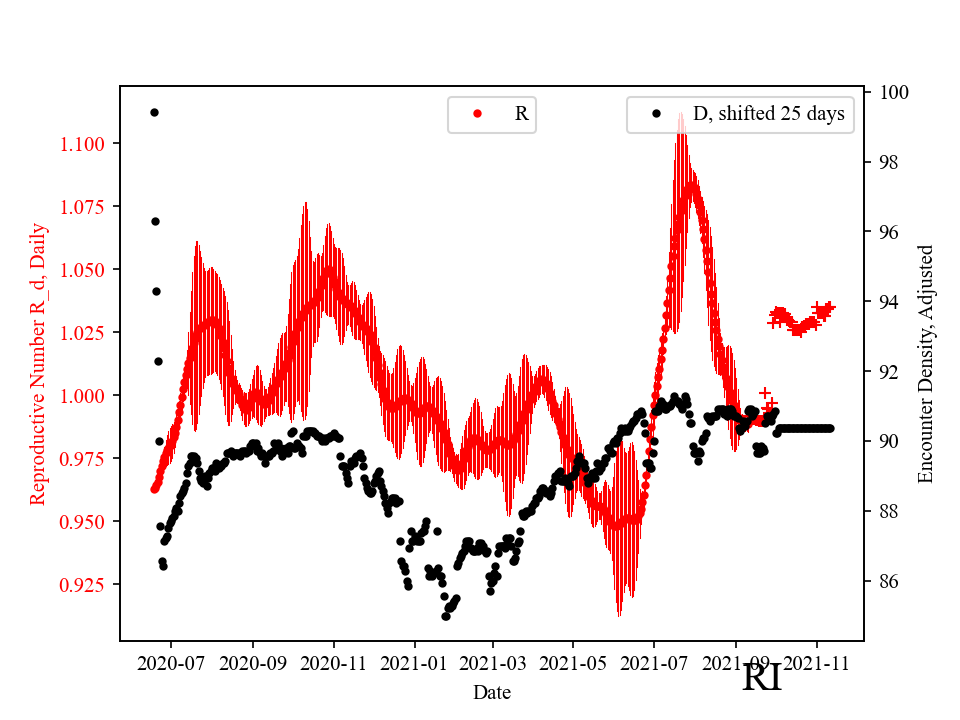 R
D, shifted 25 days
Reproductive Number R_d, Daily
1.100
1.075
1.050
1.025
1.000
0.975
0.950
0.925
100
98
96
94
92
90
88
86
Encounter Density, Adjusted
2020-07 2020-09 2020-11 2021-01 2021-03 2021-05 2021-07 2021-09 2021-11
Date
RI